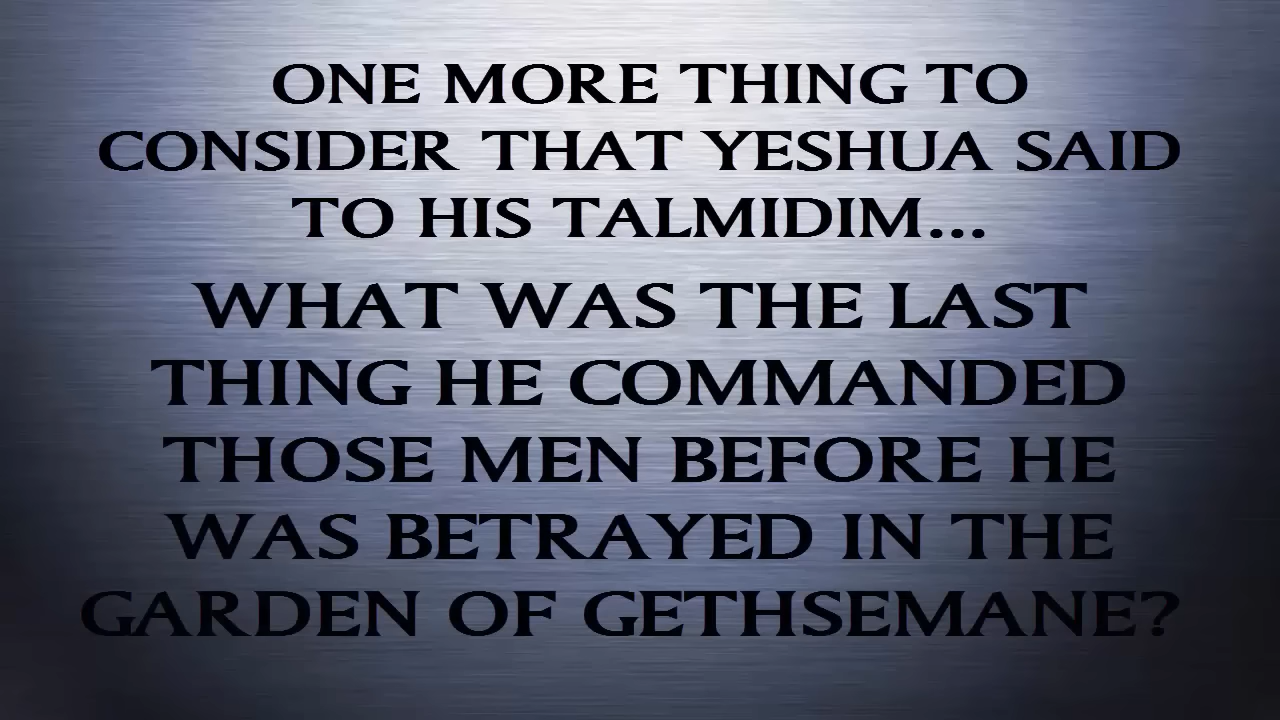 ONE MORE THING TO
CONSIDER THAT YESHUA SAID
TO HIS TALMIDIM...
WHAT WAS THE LAST
THING HE COMMANDED
THOSE MEN BEFORE HE
WAS BETRAYED IN THE
GARDEN OF GETHSEMANE?